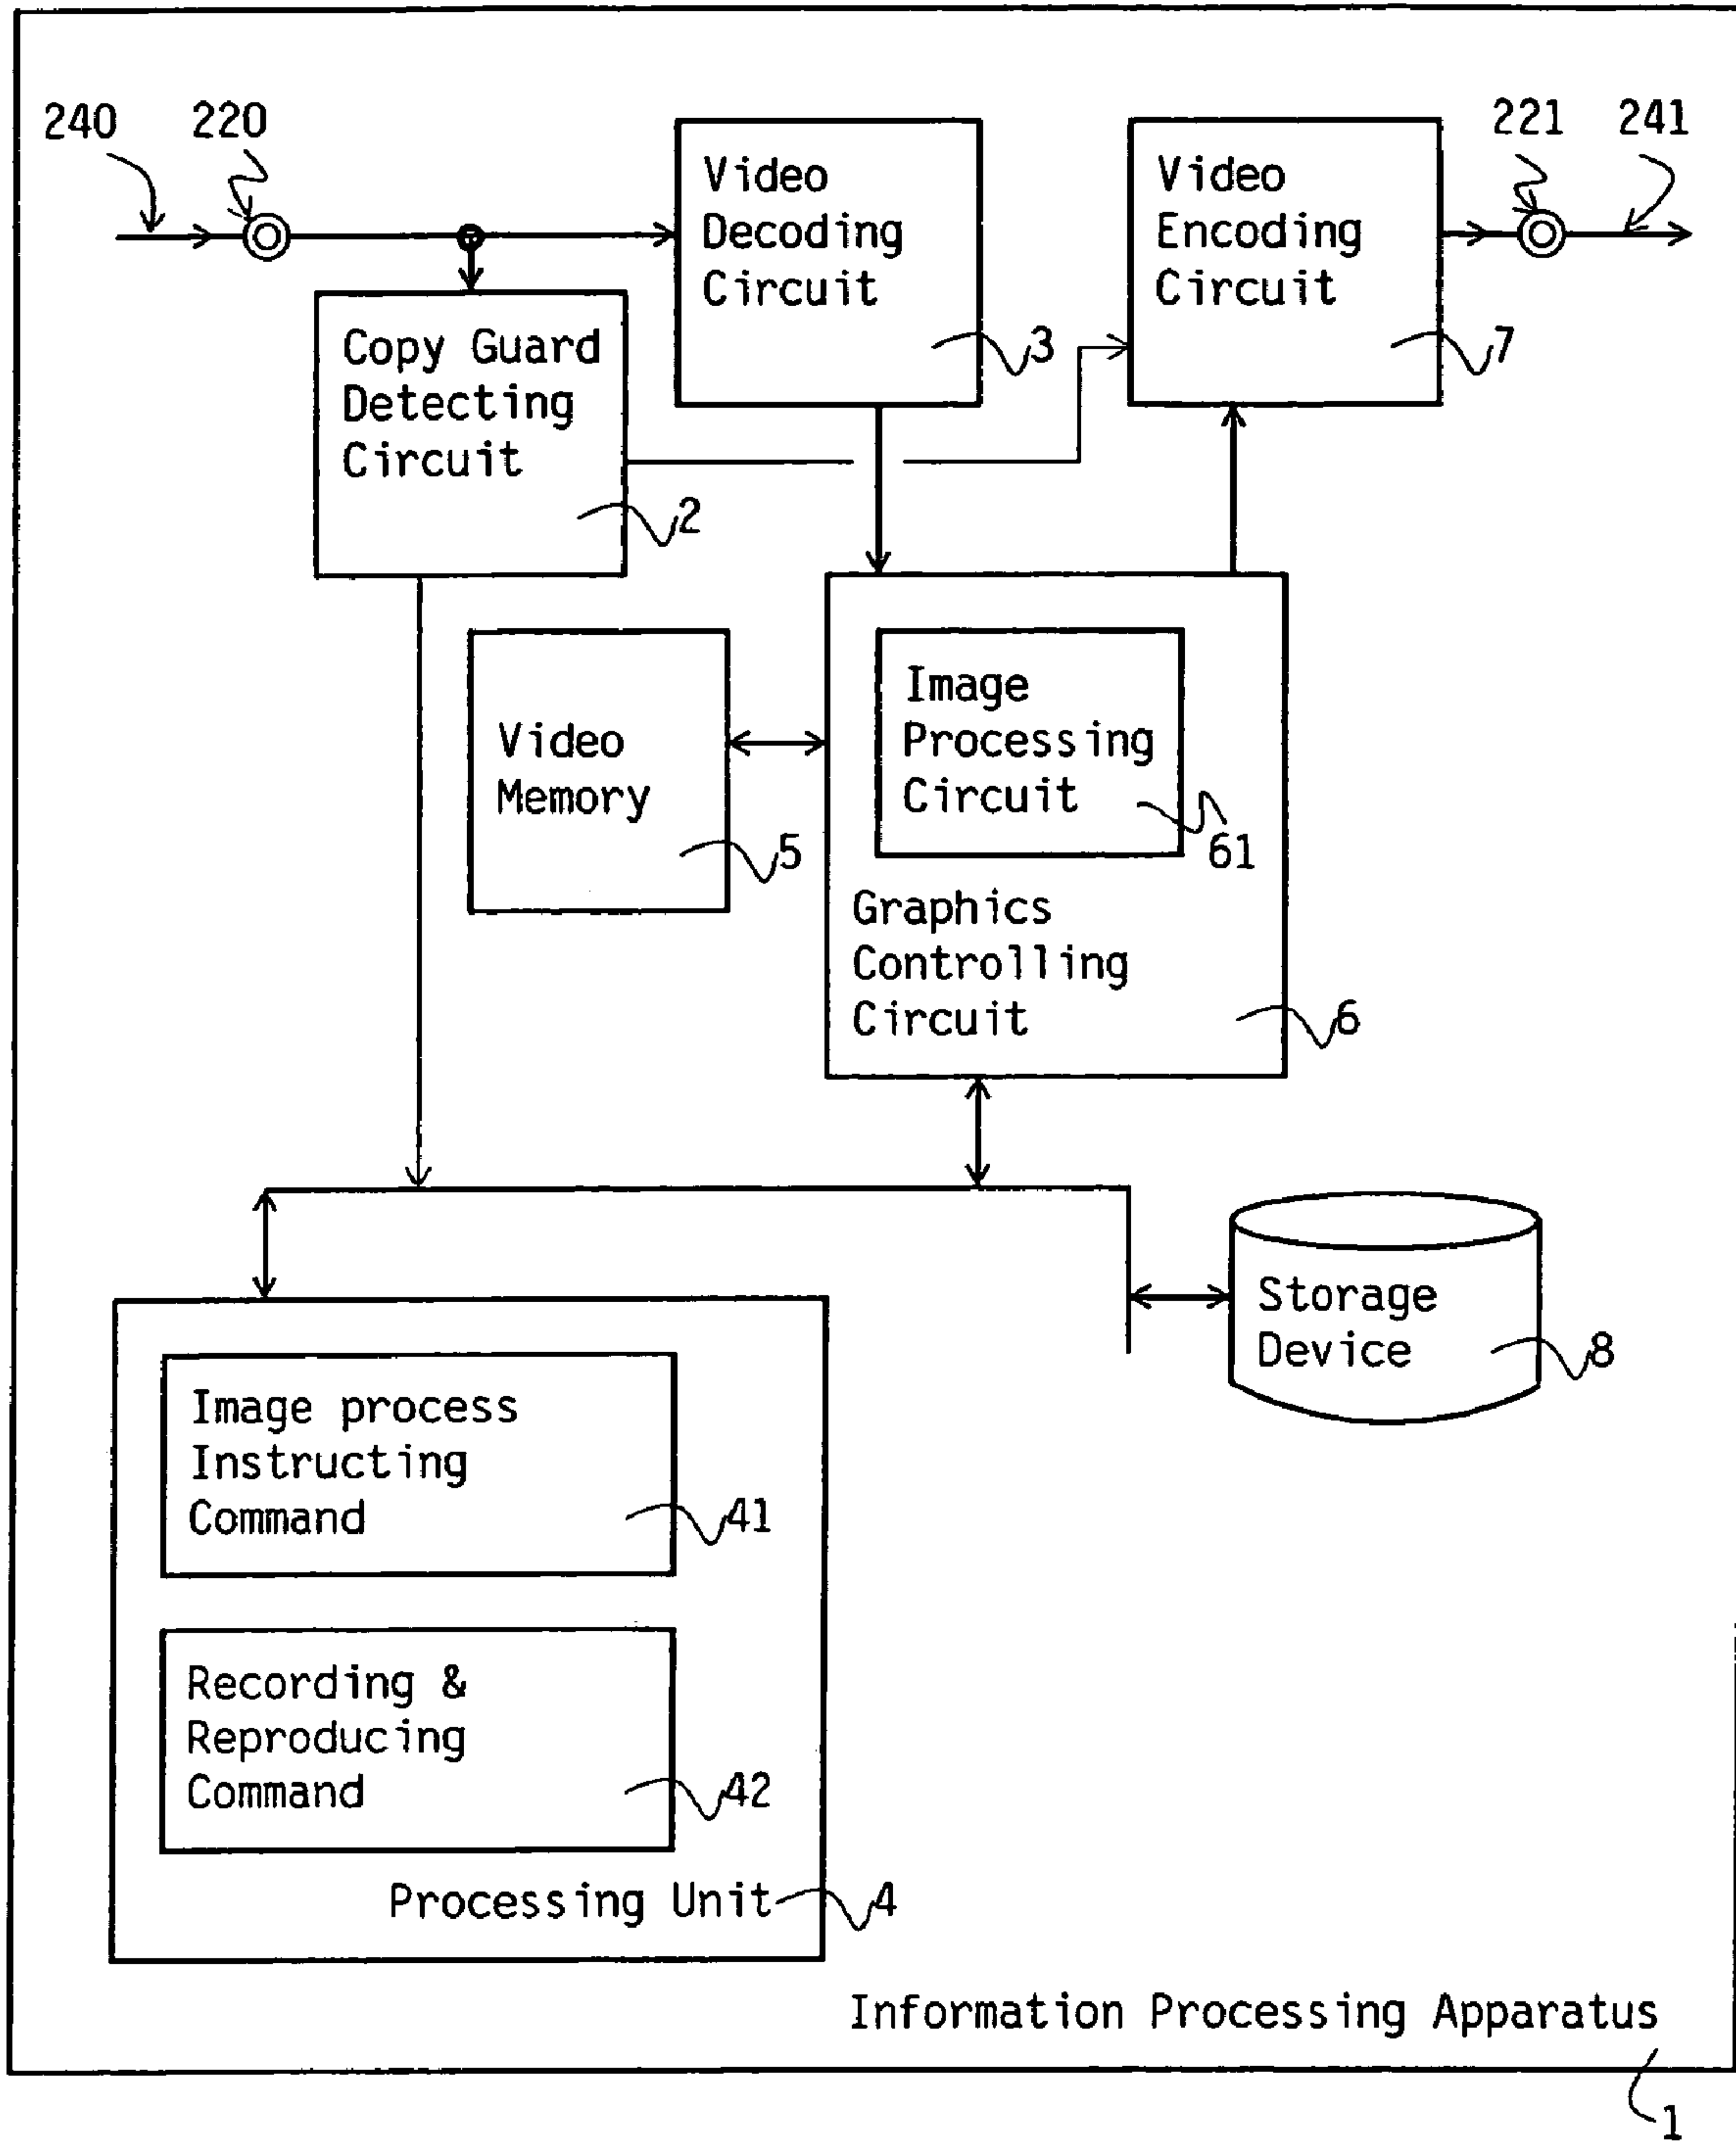 240
220
221
241
Video
Decoding
Circuit
3
Video
Encoding
Circuit
7
Copy Guard
Detecting
Circuit
2
Video
Memory
5
Image
Processing
Circuit
61
Graphics
Controlling
Circuit
6
Storage
Device
8
Image process
Instructing
Command
41
Recording &
Reproducing
Command
42
Processing Unit
4
Information Processing Apparatus
1